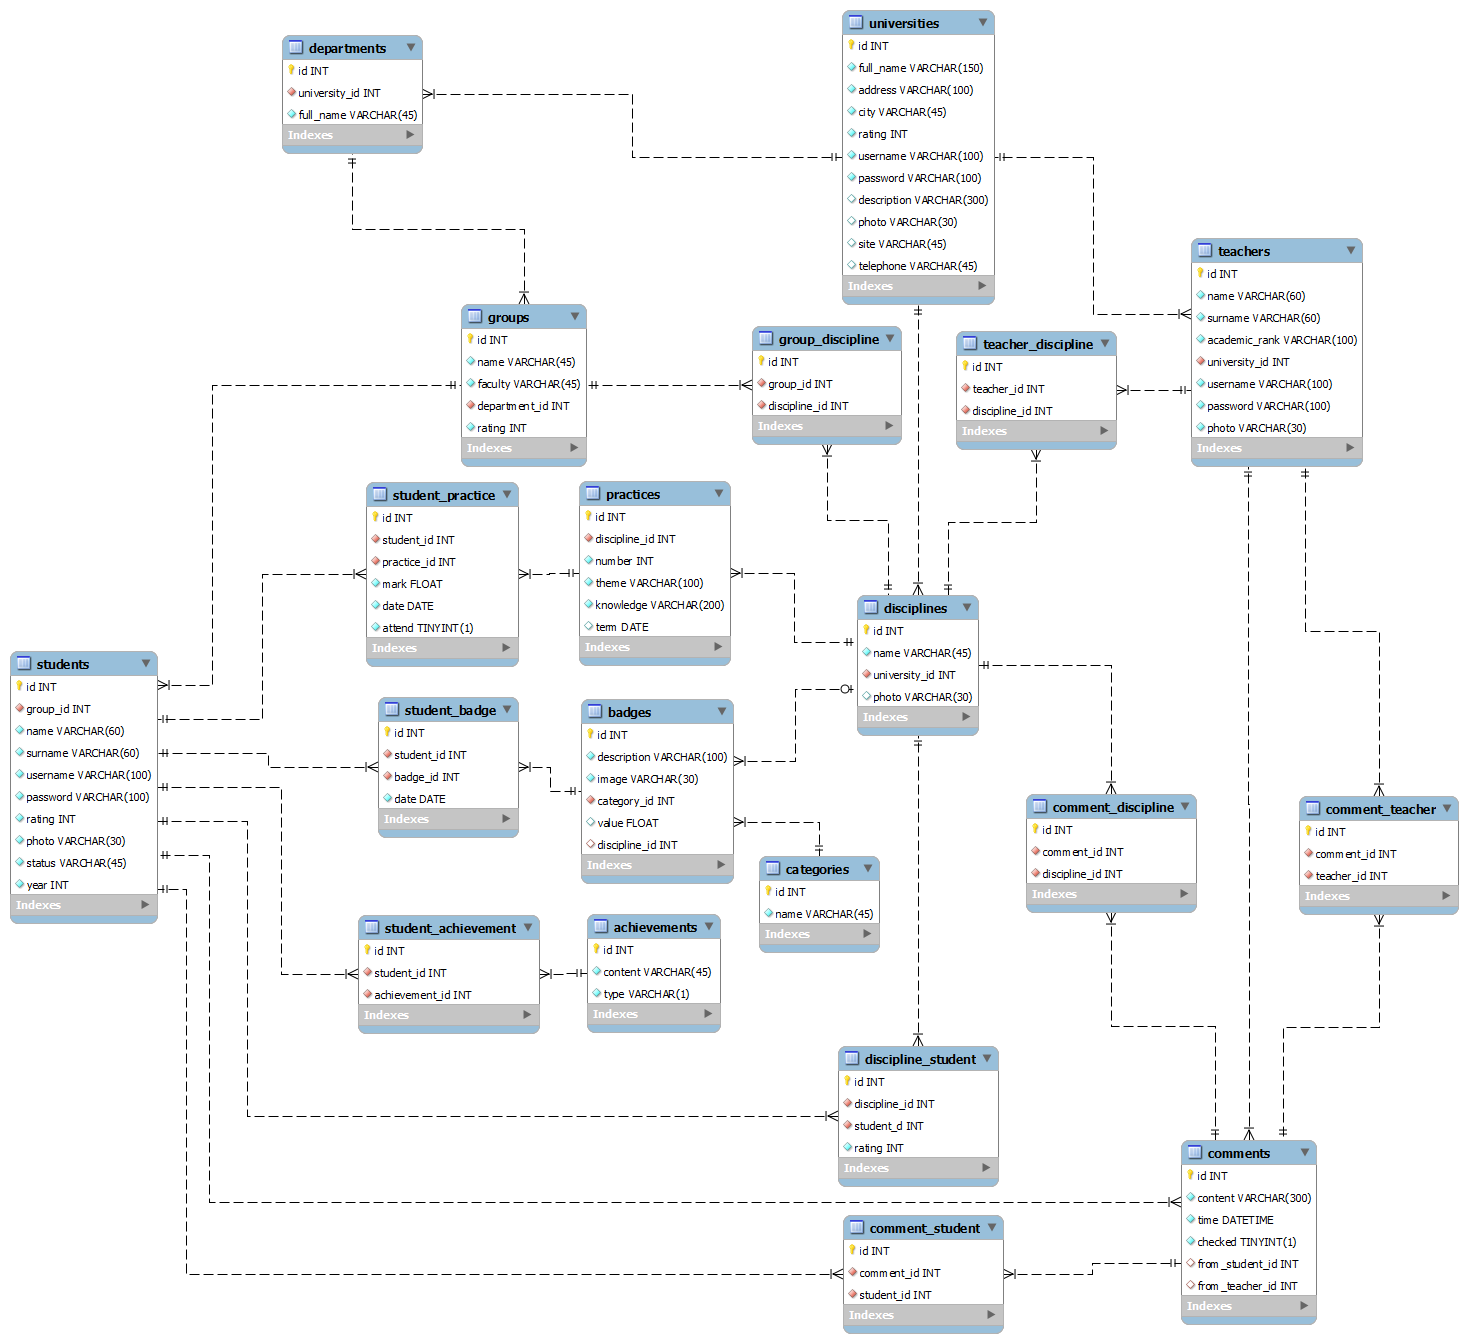 departments
id INT
university_id INT
full_name VARCHAR(45)
Indexes
universities
id INT
full_name VARCHAR(150)
address VARCHAR(100)
city VARCHAR(45)
rating INT
username VARCHAR(100)
password VARCHAR(100)
description VARCHAR(300)
photo VARCHAR(30)
site VARCHAR(45)
telephone VARCHAR(45)
Indexes
teachers
id INT
name VARCHAR(60)
surname VARCHAR(60)
academic_rank VARCHAR(100)
university_id INT
username VARCHAR(100)
password VARCHAR(100)
photo VARCHAR(30)
Indexes
groups
id INT
name VARCHAR(45)
faculty VARCHAR(45)
department_id INT
rating INT
Indexes
group_discipline
id INT
group_id INT
discipline_id INT
Indexes
teacher_discipline
id INT
teacher_id INT
discipline_id INT
Indexes
student_practice
id INT
student_id INT
practice_id INT
mark FLOAT
date DATE
attend TINYINT(1)
Indexes
practices
id INT
discipline_id INT
number INT
theme VARCHAR(100)
knowledge VARCHAR(200)
term DATE
Indexes
disciplines
id INT
name VARCHAR(45)
university_id INT
photo VARCHAR(30)
Indexes
students
id INT
group_id INT
name VARCHAR(60)
surname VARCHAR(60)
username VARCHAR(100)
password VARCHAR(100)
rating INT
photo VARCHAR(30)
status VARCHAR(45)
year INT
Indexes
student_badge
id INT
student_id INT
badge_id INT
date DATE
Indexes
badges
id INT
description VARCHAR(100)
image VARCHAR(30)
category_id INT
value FLOAT
discipline_id INT
Indexes
categories
id INT
name VARCHAR(45)
Indexes
comment_discipline
id INT
comment_id INT
discipline_id INT
Indexes
comment_teacher
id INT
comment_id INT
teacher_id INT
Indexes
student_achievement
id INT
student_id INT
achievement_id INT
Indexes
achievements
id INT
content VARCHAR(45)
type VARCHAR(1)
Indexes
discipline_student
id INT
discipline_id INT
student_d INT
rating INT
Indexes
comments
id INT
content VARCHAR(300)
time DATETIME
checked TINYINT(1)
from_student_id INT
from_teacher_id INT
Indexes
comment_student
id INT
comment_id INT
student_id INT
Indexes